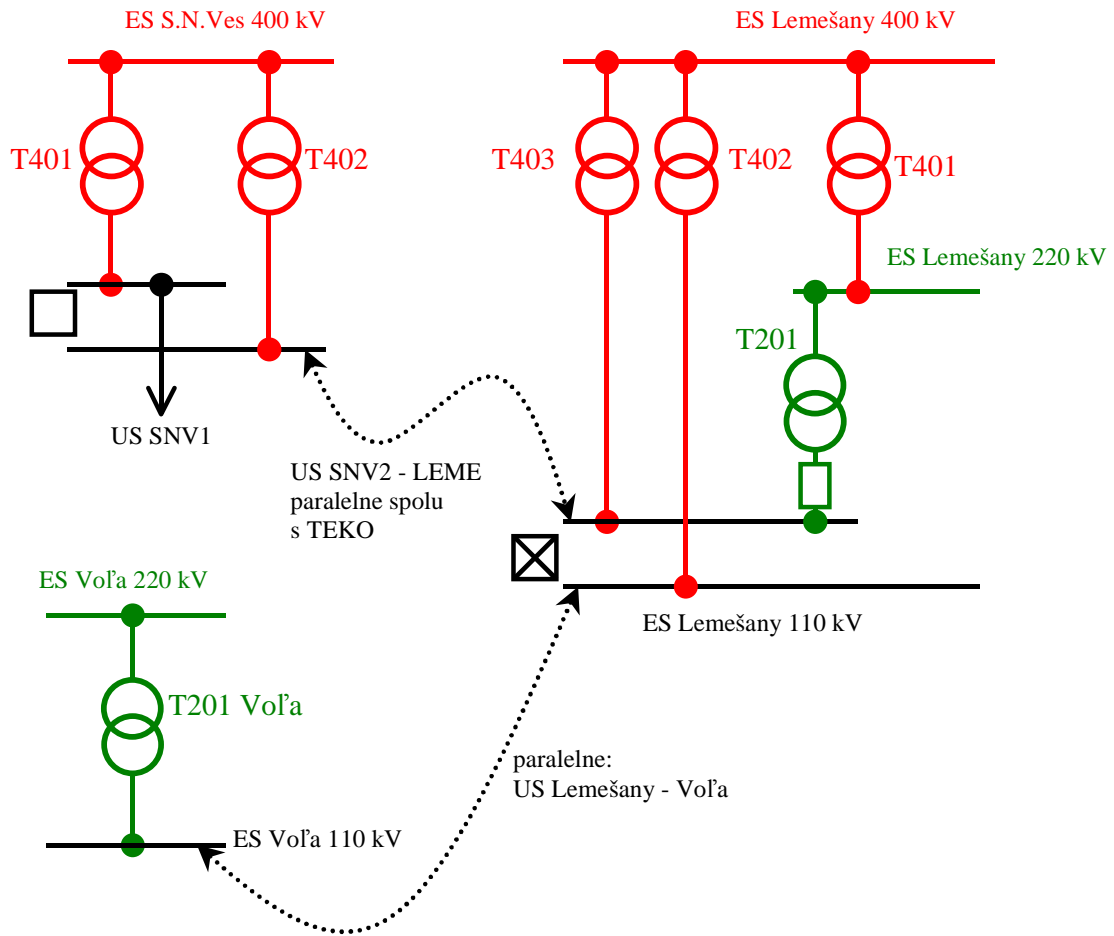 ES S.N.Ves 400 kV
ES Lemešany 400 kV
T401
T402
T403
T402
T401
ES Lemešany 220 kV
T201
US SNV1
US SNV2 - LEME
paralelne spolu
s TEKO
ES Voľa 220 kV
ES Lemešany 110 kV
T201 Voľa
paralelne:
US Lemešany - Voľa
ES Voľa 110 kV